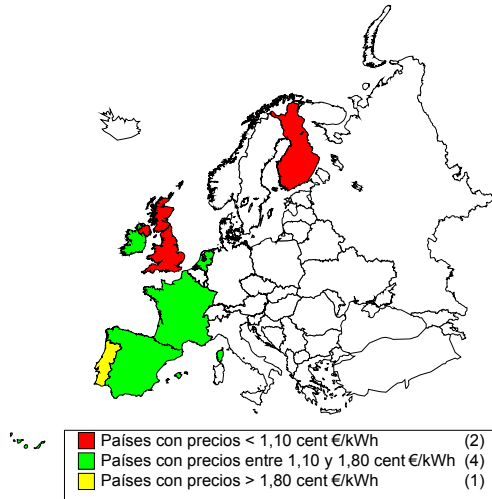 Países con precios < 1,10 cent €/kWh (2)
Países con precios entre 1,10 y 1,80 cent €/kWh (4)
Países con precios > 1,80 cent €/kWh (1)